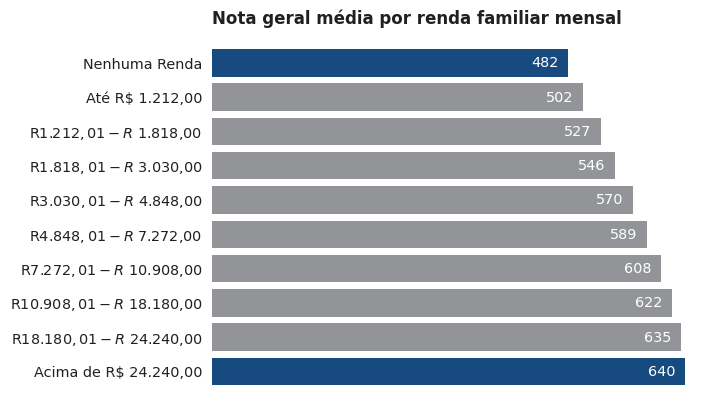 Nota geral média por renda familiar mensal
Nenhuma Renda 482
Até R$ 1.212,00 502
R1.212,01 - R 1.818,00 527
R1.818,01 - R 3.030,00 546
R3.030,01 - R 4.848,00 570
R4.848,01 - R 7.272,00 589
R7.272,01 - R 10.908,00 608
R10.908,01 - R 18.180,00 622
R18.180,01 - R 24.240,00 635
Acima de R$ 24.240,00 640